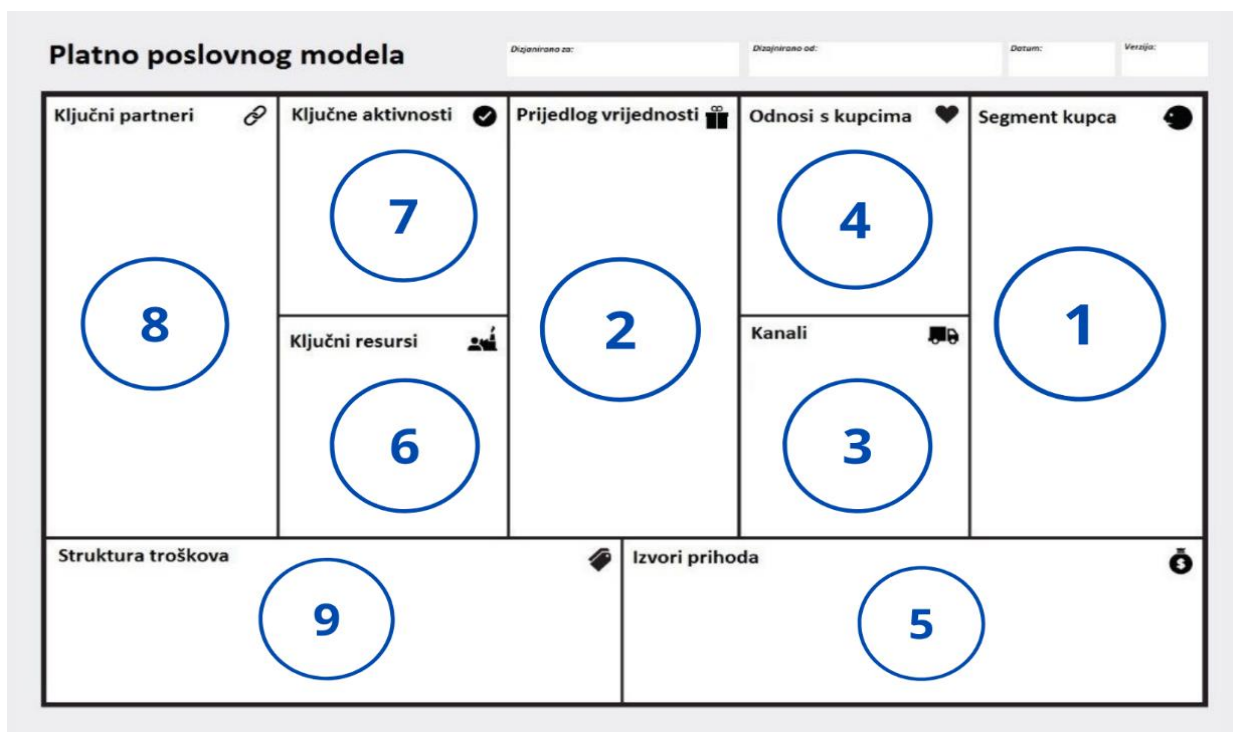 Platno poslovnog modela
Dizjanirano za:
Dizajnirano od:
Datum:
Verzija:
Ključni partneri
8
Ključne aktivnosti
7
Ključni resursi
6
Prijedlog vrijednosti
2
Odnosi s kupcima
4
Kanali
3
Segment kupca
1
Struktura troškova
9
Izvori prihoda
5